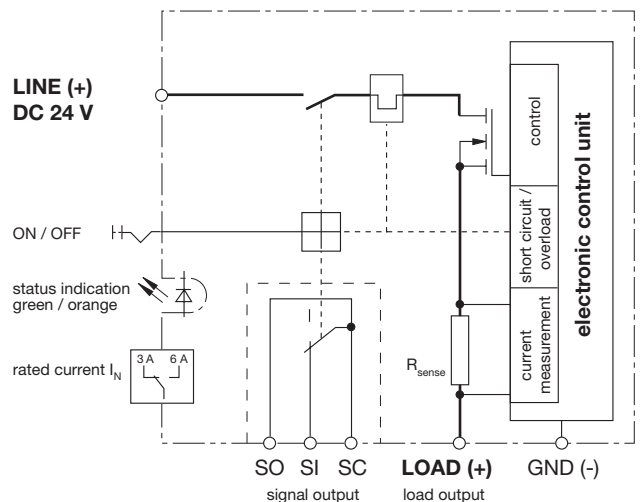 LINE (+)
DC 24 V
control
electronic control unit
ON / OFF
short circuit /
overload
status indication
green / orange
rated current I_N
3 A 6 A
R_sense
current
measurement
SO SI SC LOAD (+) GND (-)
signal output load output